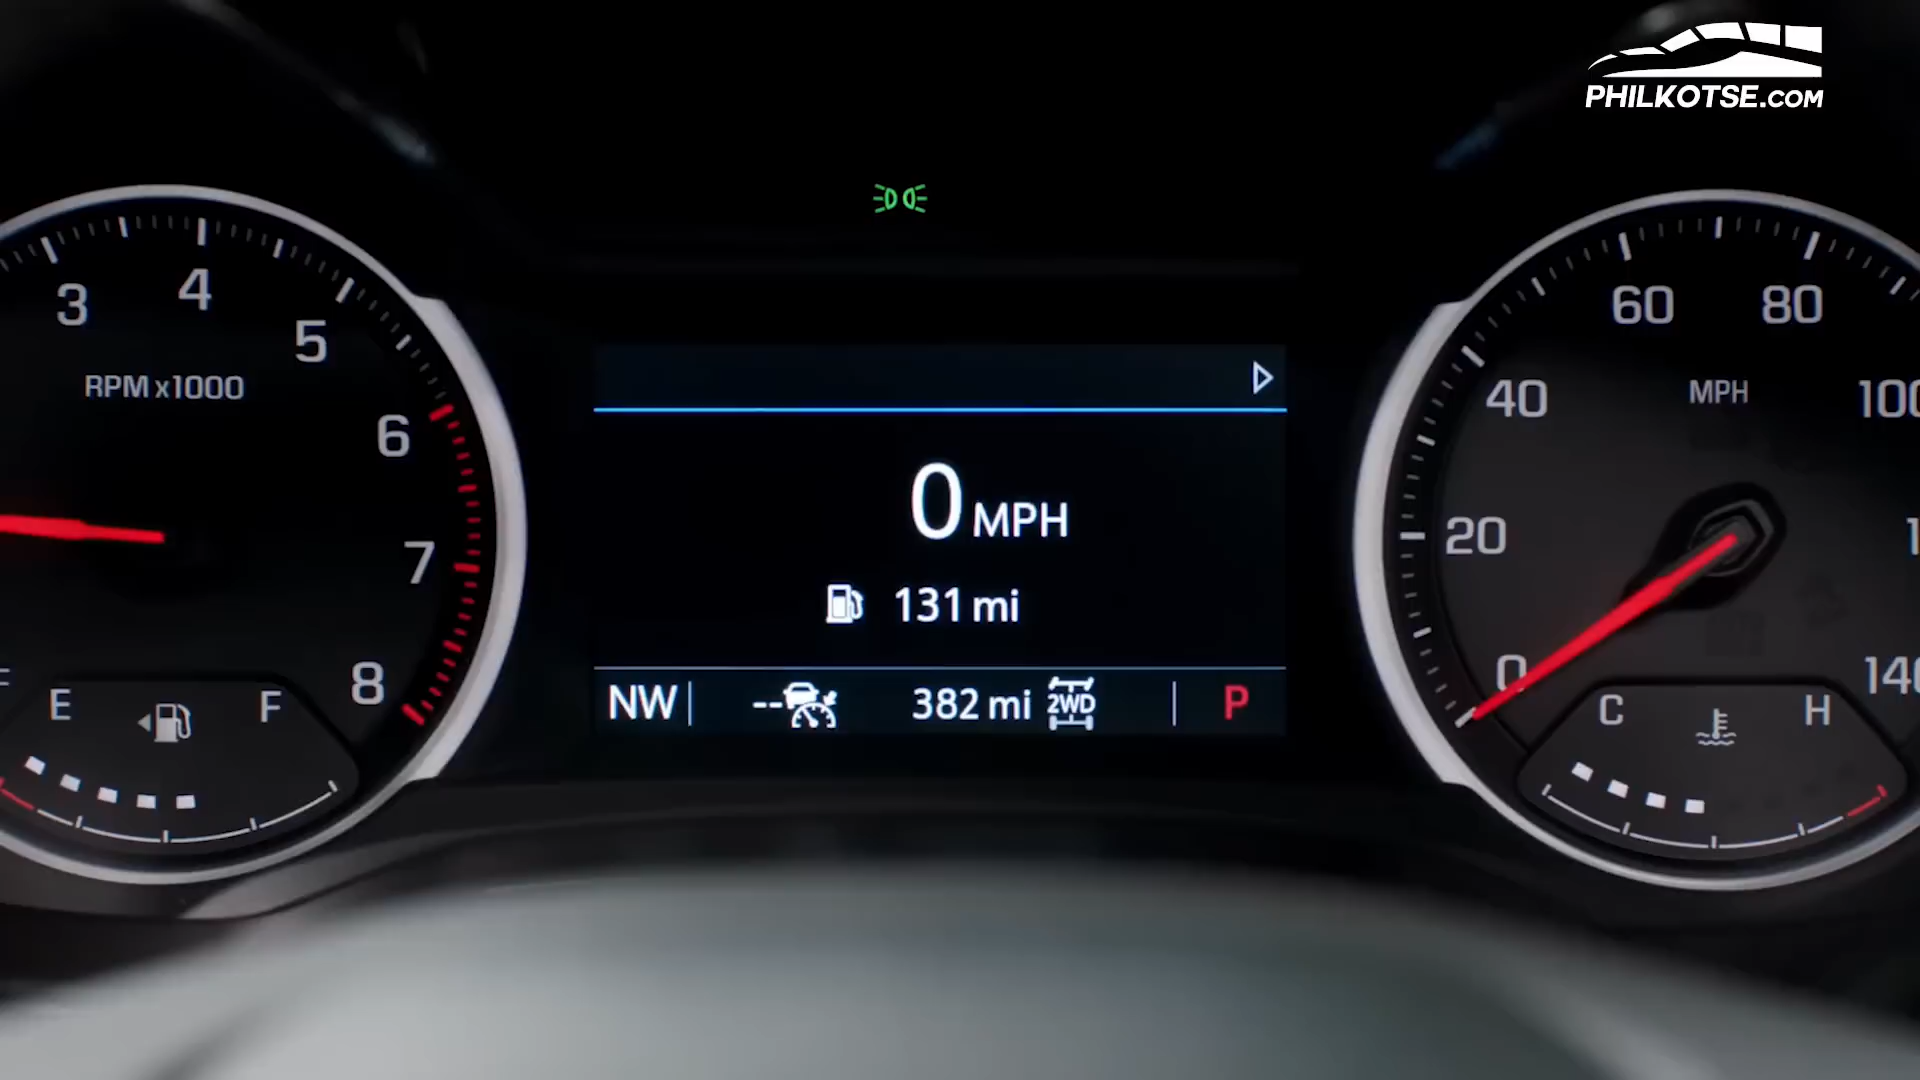 PHILKOTSE.COM
3
4
5
6
7
8
RPM x1000
E
F
0 MPH
131 mi
NW
--
382 mi
2WD
P
0
20
40
60
80
MPH
C
H